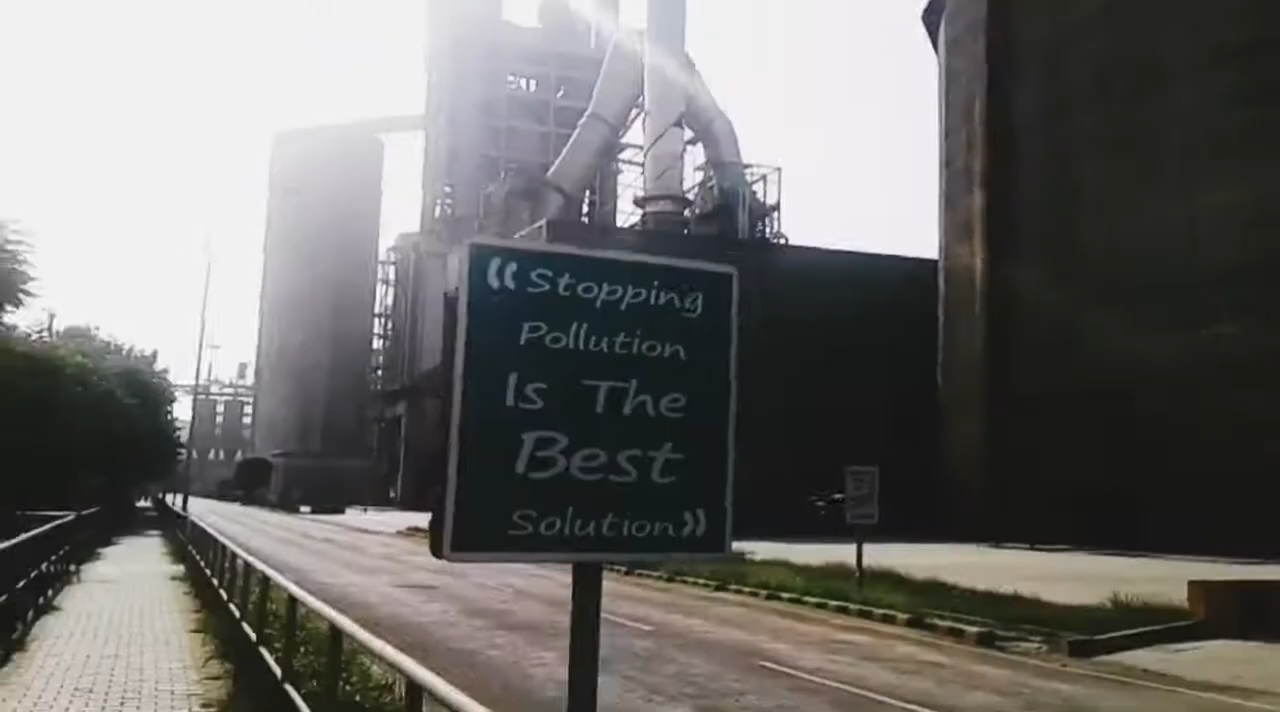 “Stopping
Pollution
Is The
Best
Solution”